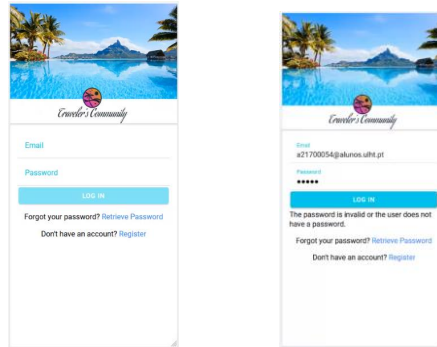 Traveler's Community
Email
Password
LOG IN
Forgot your password? Retrieve Password
Don't have an account? Register
Traveler's Community
Email
a21700054@alunos.ulht.pt
Password
•••••
LOG IN
The password is invalid or the user does not
have a password.
Forgot your password? Retrieve Password
Don't have an account? Register